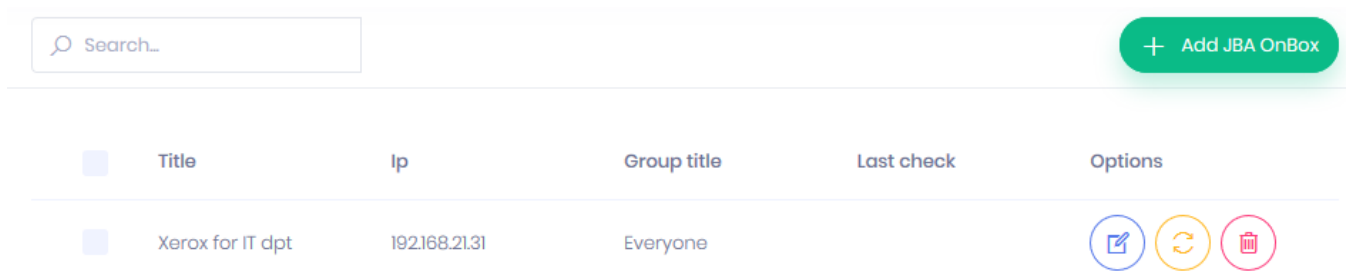 Search...
+ Add JBA OnBox
Title Ip Group title Last check Options
Xerox for IT dpt 192.168.21.31 Everyone